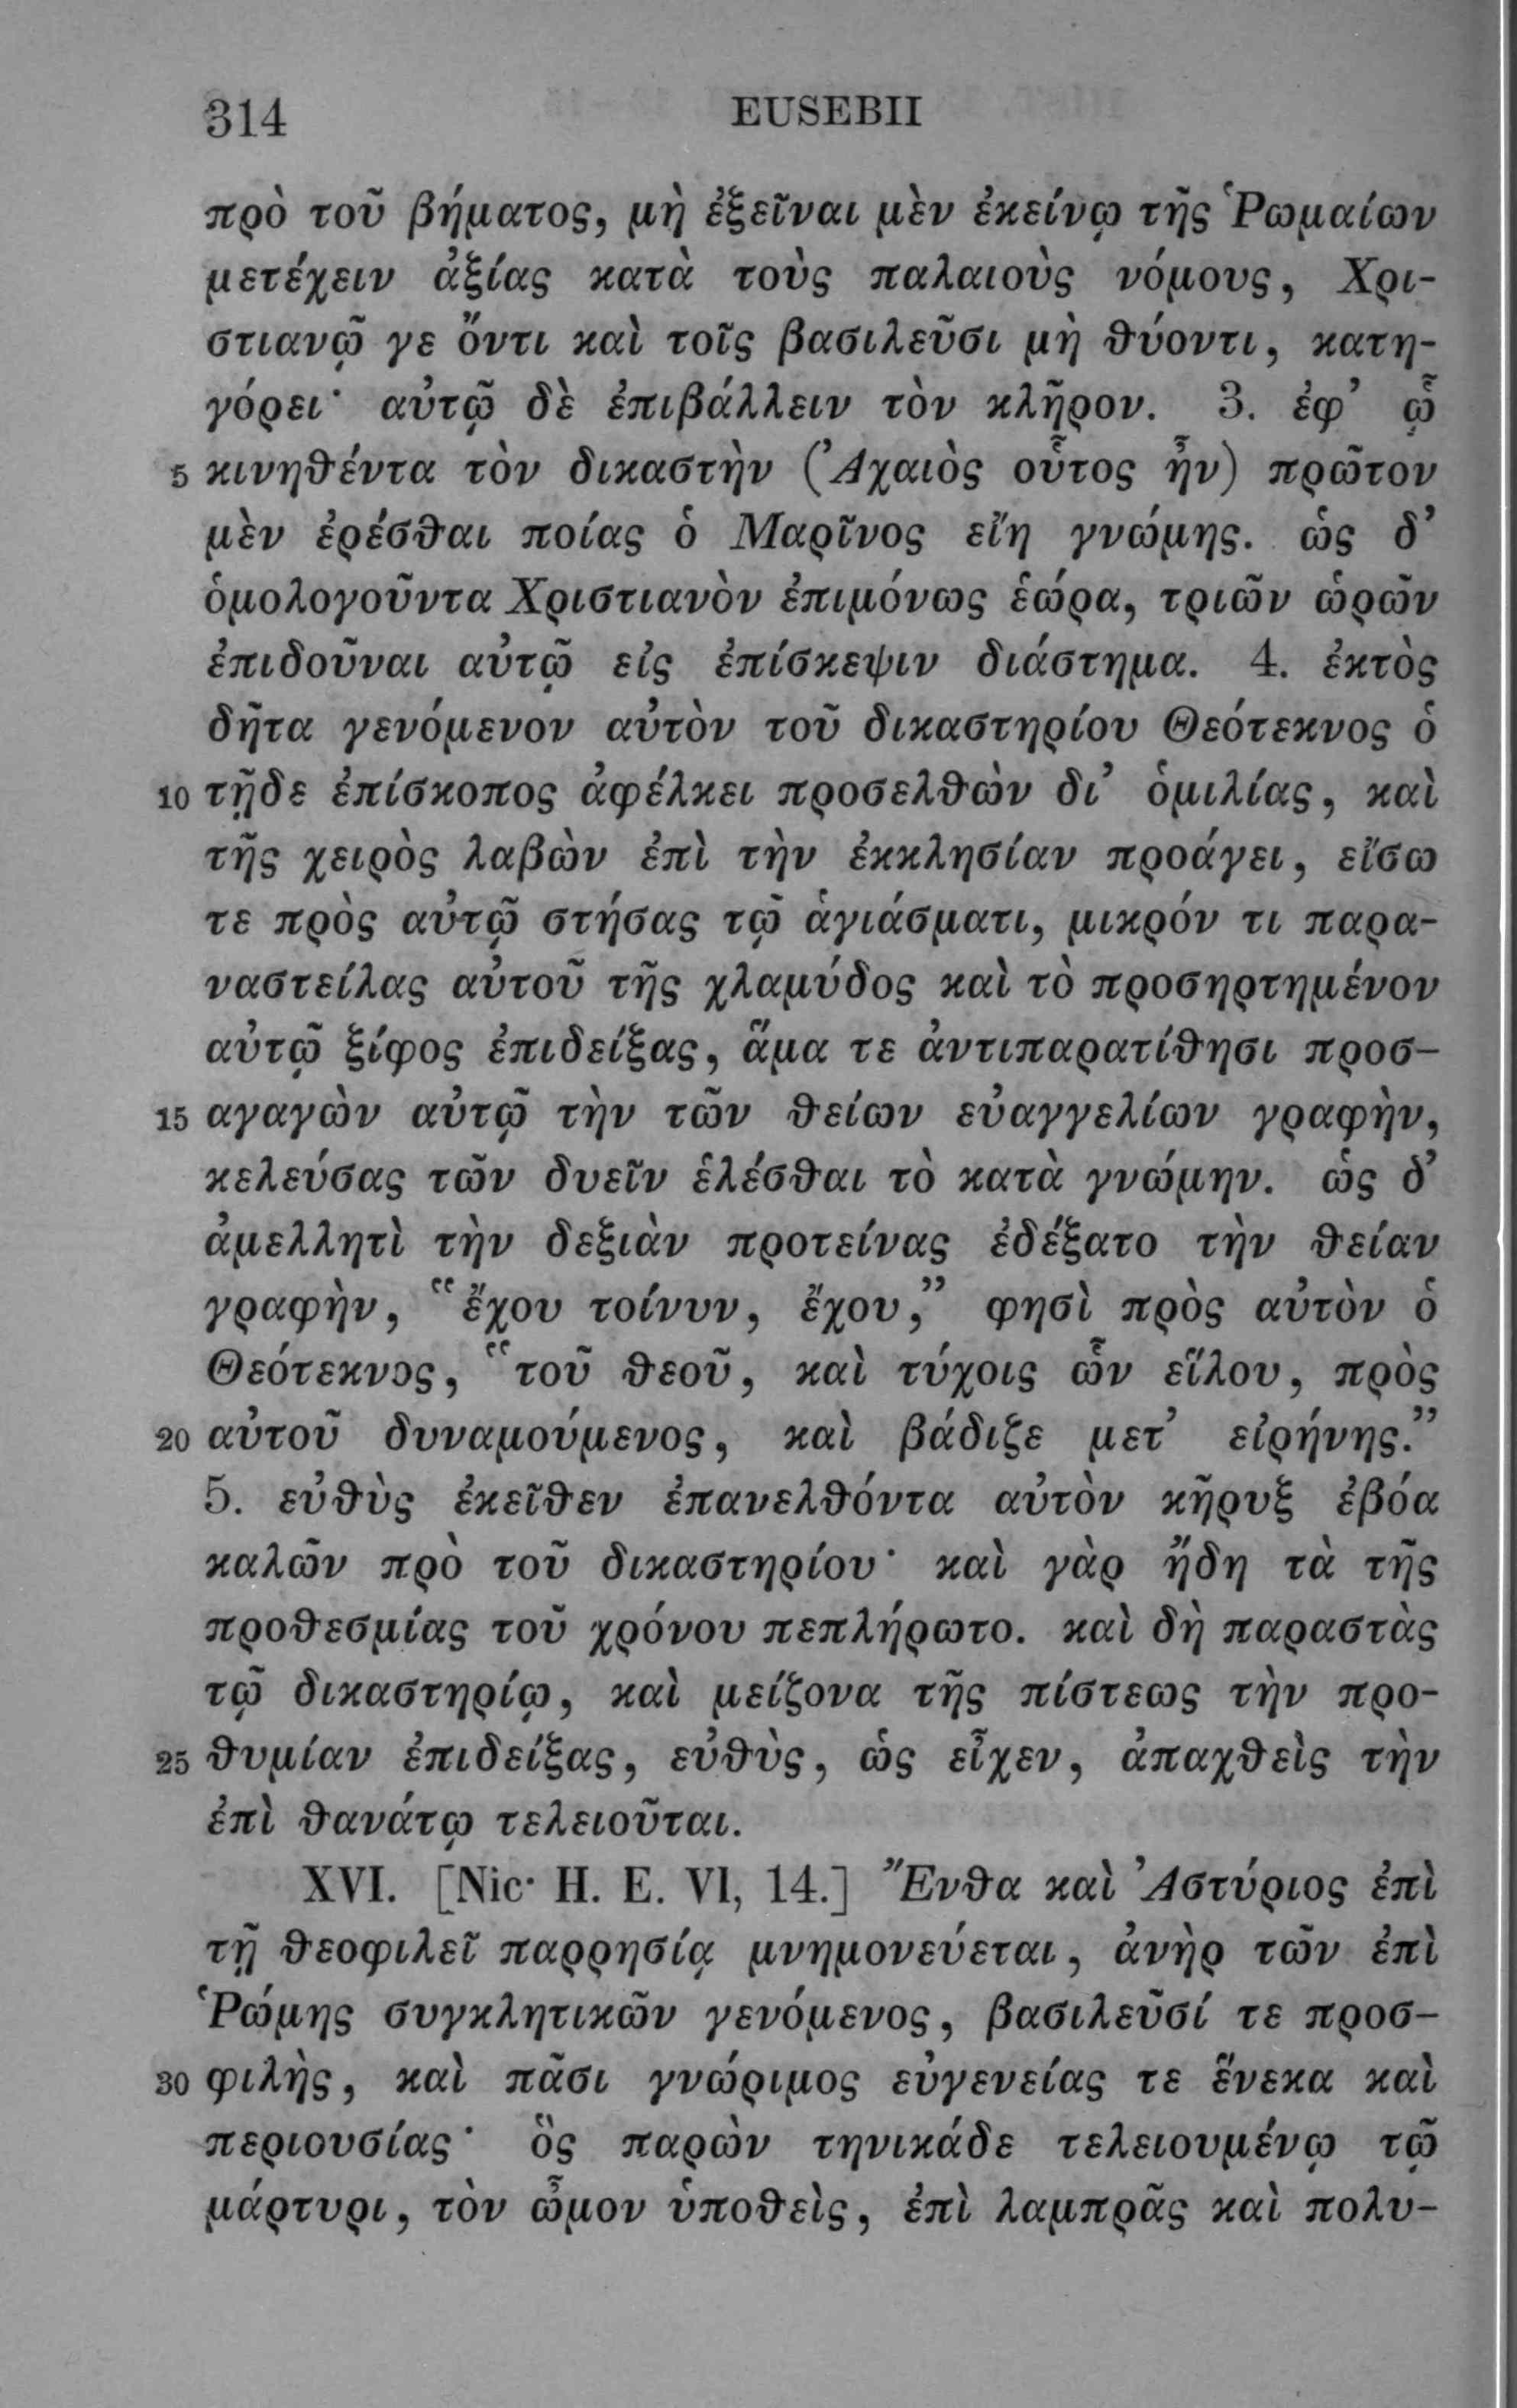 314 EUSEBII
πρὸ τοῦ βήματος, μὴ ἐξεῖναι μὲν ἐκείνῳ τῆς Ῥωμαίων
μετέχειν ἀξίας κατὰ τοὺς παλαιοὺς νόμους, Χρι-
στιανῷ γε ὄντι καὶ τοῖς βασιλεῦσι μὴ θύοντι, κατη-
γόρει· αὐτῷ δὲ ἐπιβάλλειν τὸν κλῆρον. 3. ἐφ’ ᾧ
5 κινηθέντα τὸν δικαστὴν (Ἀχαιὸς οὗτος ἦν) πρῶτον
μὲν ἐρέσθαι ποίας ὁ Μαρῖνος εἴη γνώμης. ὡς δ’
ὁμολογοῦντα Χριστιανὸν ἐπιμόνως ἑώρα, τριῶν ὡρῶν
ἐπιδοῦναι αὐτῷ εἰς ἐπίσκεψιν διάστημα. 4. ἐκτὸς
δῆτα γενόμενον αὐτὸν τοῦ δικαστηρίου Θεότεκνος ὁ
10 τῇδε ἐπίσκοπος ἀφέλκει προσελθὼν δι’ ὁμιλίας, καὶ
τῆς χειρὸς λαβὼν ἐπὶ τὴν ἐκκλησίαν προάγει, εἴσω
τε πρὸς αὐτῷ στήσας τῷ ἁγιάσματι, μικρόν τι παρα-
ναστείλας αὐτοῦ τῆς χλαμύδος καὶ τὸ προσηρτημένον
αὐτῷ ξίφος ἐπιδείξας, ἅμα τε ἀντιπαρατίθησι προσ-
15 αγαγὼν αὐτῷ τὴν τῶν θείων εὐαγγελίων γραφὴν,
κελεύσας τῶν δυεῖν ἑλέσθαι τὸ κατὰ γνώμην. ὡς δ’
ἀμελλητὶ τὴν δεξιὰν προτείνας ἐδέξατο τὴν θείαν
γραφὴν, “ἔχου τοίνυν, ἔχου,” φησὶ πρὸς αὐτὸν ὁ
Θεότεκνος, “τοῦ θεοῦ, καὶ τύχοις ὧν εἵλου, πρὸς
20 αὐτοῦ δυναμούμενος, καὶ βάδιζε μετ’ εἰρήνης.”
5. εὐθὺς ἐκεῖθεν ἐπανελθόντα αὐτὸν κῆρυξ ἐβόα
καλῶν πρὸ τοῦ δικαστηρίου· καὶ γὰρ ἤδη τὰ τῆς
προθεσμίας τοῦ χρόνου πεπλήρωτο. καὶ δὴ παραστὰς
τῷ δικαστηρίῳ, καὶ μείζονα τῆς πίστεως τὴν προ-
25 θυμίαν ἐπιδείξας, εὐθὺς, ὡς εἶχεν, ἀπαχθεὶς τὴν
ἐπὶ θανάτῳ τελειοῦται.
XVI. [Nic· H. E. VI, 14.] Ἔνθα καὶ Ἀστύριος ἐπὶ
τῇ θεοφιλεῖ παρρησίᾳ μνημονεύεται, ἀνὴρ τῶν ἐπὶ
Ῥώμης συγκλητικῶν γενόμενος, βασιλεῦσί τε προσ-
30 φιλὴς, καὶ πᾶσι γνώριμος εὐγενείας τε ἕνεκα καὶ
περιουσίας· ὃς παρὼν τηνικάδε τελειουμένῳ τῷ
μάρτυρι, τὸν ὦμον ὑποθεὶς, ἐπὶ λαμπρᾶς καὶ πολυ-